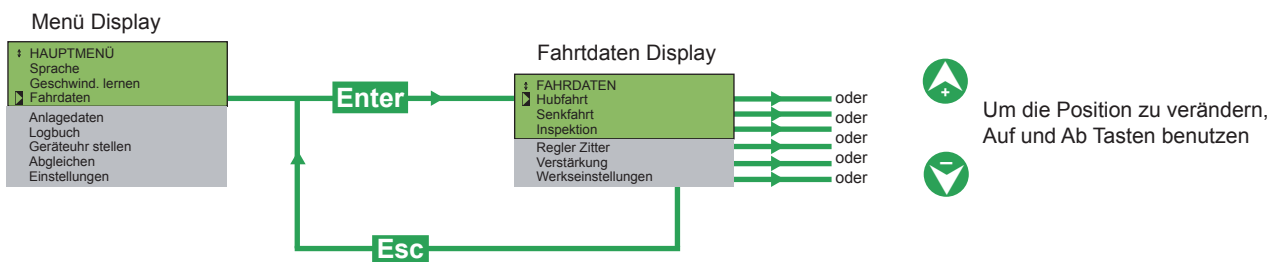 Menü Display
HAUPTMENÜ
Sprache
Geschwind. lernen
Fahrdaten
Anlagedaten
Logbuch
Geräteuhr stellen
Abgleichen
Einstellungen
Enter
Esc
Fahrtdaten Display
FAHRDATEN
Hubfahrt
Senkfahrt
Inspektion
Regler Zitter
Verstärkung
Werkseinstellungen
oder
oder
oder
oder
oder
+
Um die Position zu verändern,
Auf und Ab Tasten benutzen
−